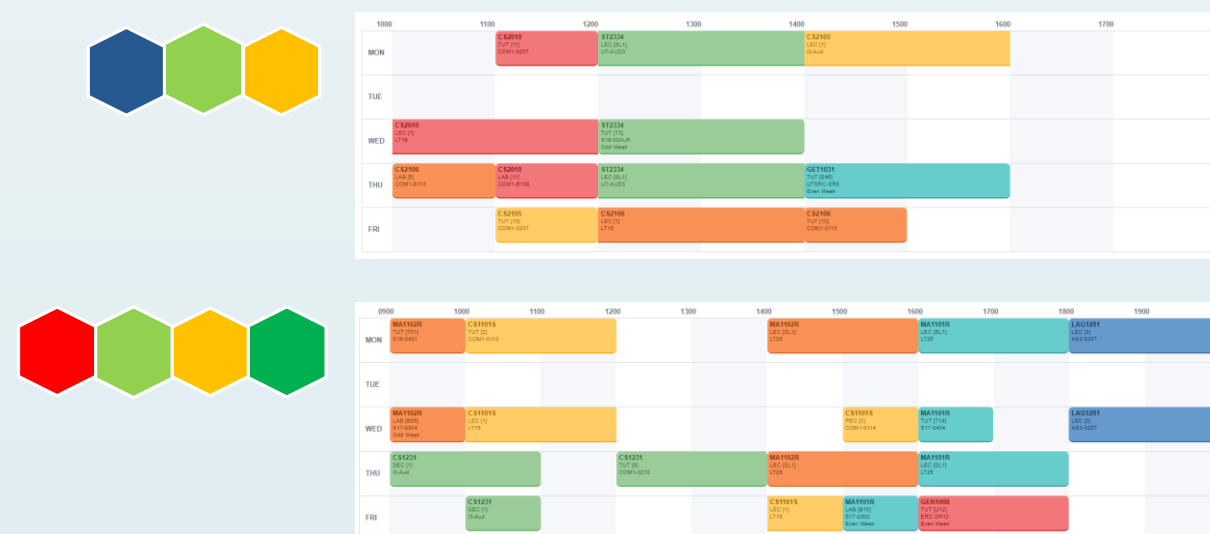 1000 1100 1200 1300 1400 1500 1600 1700
MON
CS2010
TUT [11]
COM1-0207
ST2334
LEC [SL1]
UT-AUD3
CS2105
LEC [1]
I3-Aud
TUE
WED
CS2010
LEC [1]
LT19
ST2334
TUT [T3]
S16-03ALR
Odd Week
THU
CS2106
LAB [5]
COM1-B113
CS2010
LAB [11]
COM1-B108
ST2334
LEC [SL1]
UT-AUD3
GET1031
Even Week
FRI
CS2105
TUT [10]
COM1-0207
CS2106
LEC [1]
LT15
CS2106
TUT [10]
COM1-0113
0900 1000 1100 1200 1300 1400 1500 1600 1700 1800 1900
MON
MA1102R
TUT [T01]
S16-0431
CS1101S
TUT [2]
COM1-0113
MA1102R
LEC [SL1]
LT26
MA1101R
LEC [SL1]
LT26
LAG1201
LEC [3]
AS3-0207
TUE
WED
MA1102R
LAB [B05]
S17-0304
Odd Week
CS1101S
LEC [1]
LT15
CS1101S
REC [1]
COM1-0114
MA1101R
TUT [T14]
S17-0404
LAG1201
LEC [3]
AS3-0207
THU
CS1231
SEC [1]
I3-Aud
CS1231
TUT [8]
COM1-0210
MA1102R
LEC [SL1]
LT26
MA1101R
LEC [SL1]
LT26
FRI
CS1231
SEC [1]
I3-Aud
CS1101S
LEC [1]
LT15
MA1101R
LAB [B10]
S17-0302
Even Week
GER1000
TUT [U12]
ERC-SR10
Even Week